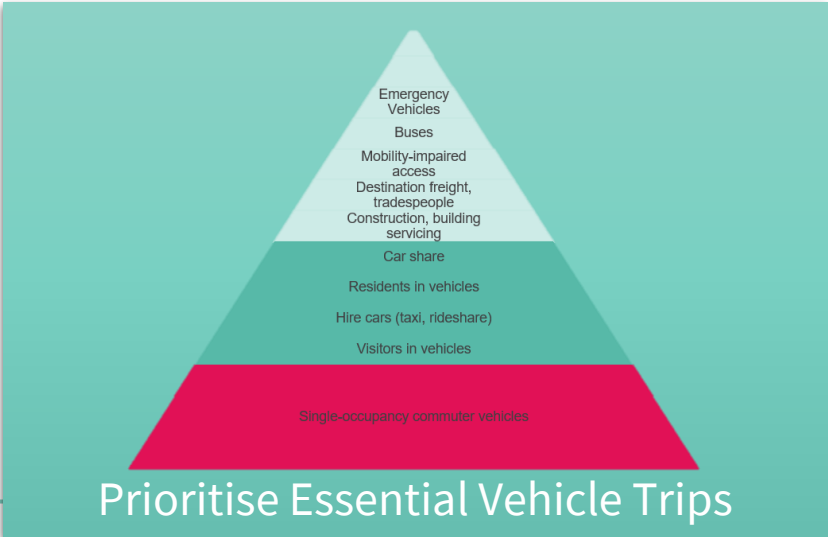 Emergency
Vehicles
Buses
Mobility-impaired
access
Destination freight,
tradespeople
Construction, building
servicing
Car share
Residents in vehicles
Hire cars (taxi, rideshare)
Visitors in vehicles
Single-occupancy commuter vehicles
Prioritise Essential Vehicle Trips